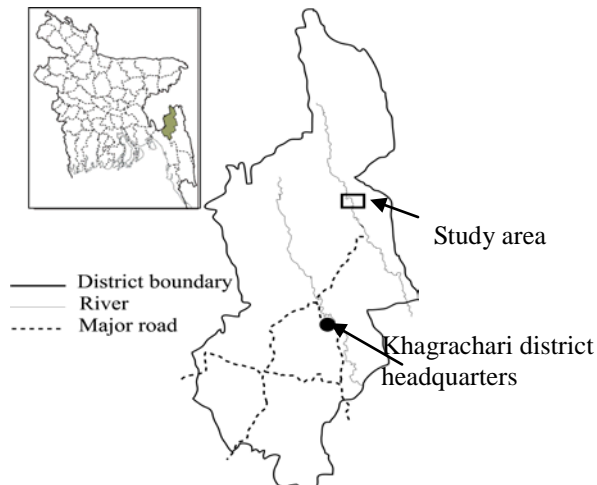 Study area
District boundary
River
Major road
Khagrachari district
headquarters